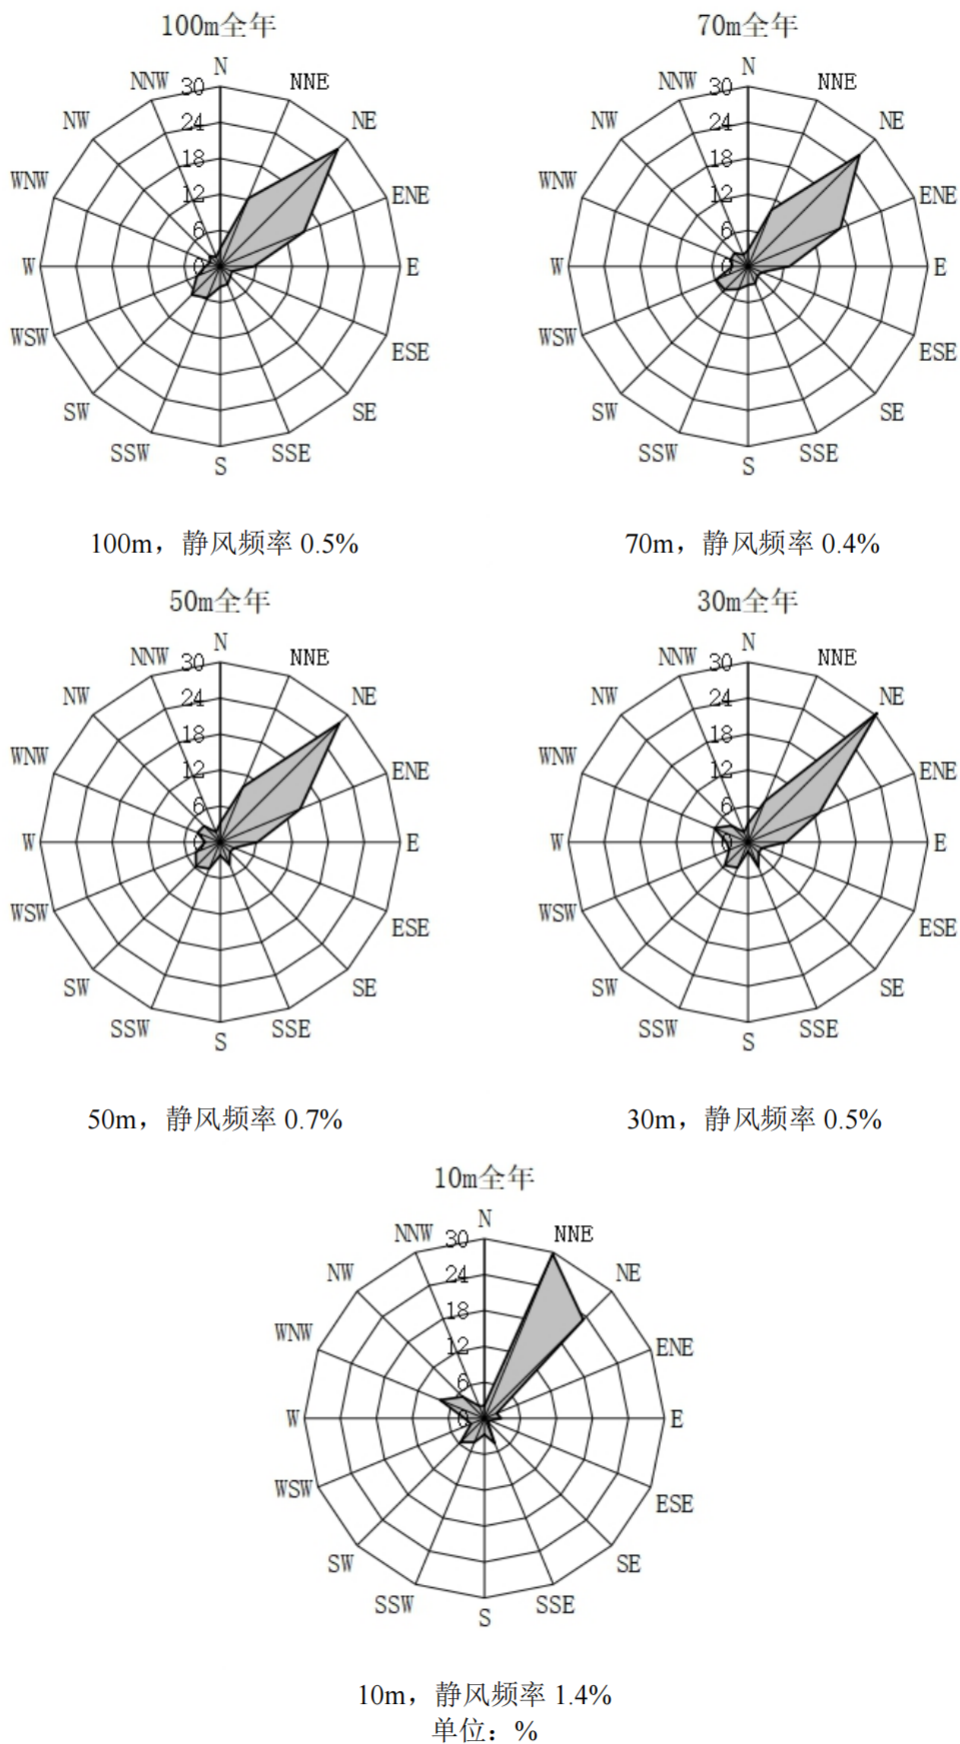 100m全年
70m全年
N
NNE
NE
ENE
E
ESE
SE
SSE
S
SSW
SW
WSW
W
WNW
NW
NNW
30
24
18
12
6
0
N
NNE
NE
ENE
E
ESE
SE
SSE
S
SSW
SW
WSW
W
WNW
NW
NNW
30
24
18
12
6
0
100m，静风频率 0.5%
70m，静风频率 0.4%
50m全年
30m全年
N
NNE
NE
ENE
E
ESE
SE
SSE
S
SSW
SW
WSW
W
WNW
NW
NNW
30
24
18
12
6
0
N
NNE
NE
ENE
E
ESE
SE
SSE
S
SSW
SW
WSW
W
WNW
NW
NNW
30
24
18
12
6
0
50m，静风频率 0.7%
30m，静风频率 0.5%
10m全年
N
NNE
NE
ENE
E
ESE
SE
SSE
S
SSW
SW
WSW
W
WNW
NW
NNW
30
24
18
12
6
0
10m，静风频率 1.4%
单位：%